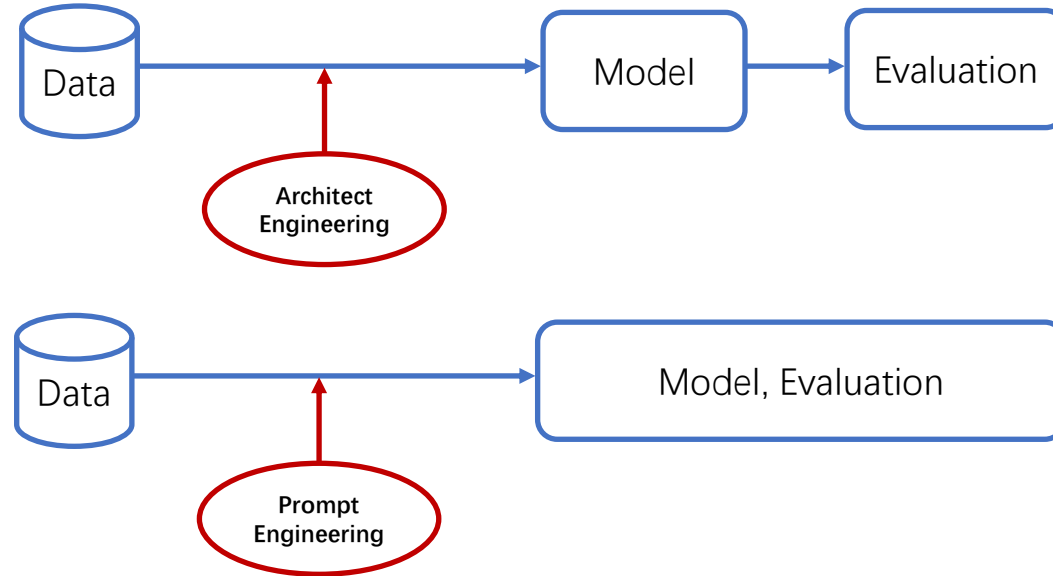 Data
Model
Evaluation
Architect
Engineering
Data
Model, Evaluation
Prompt
Engineering